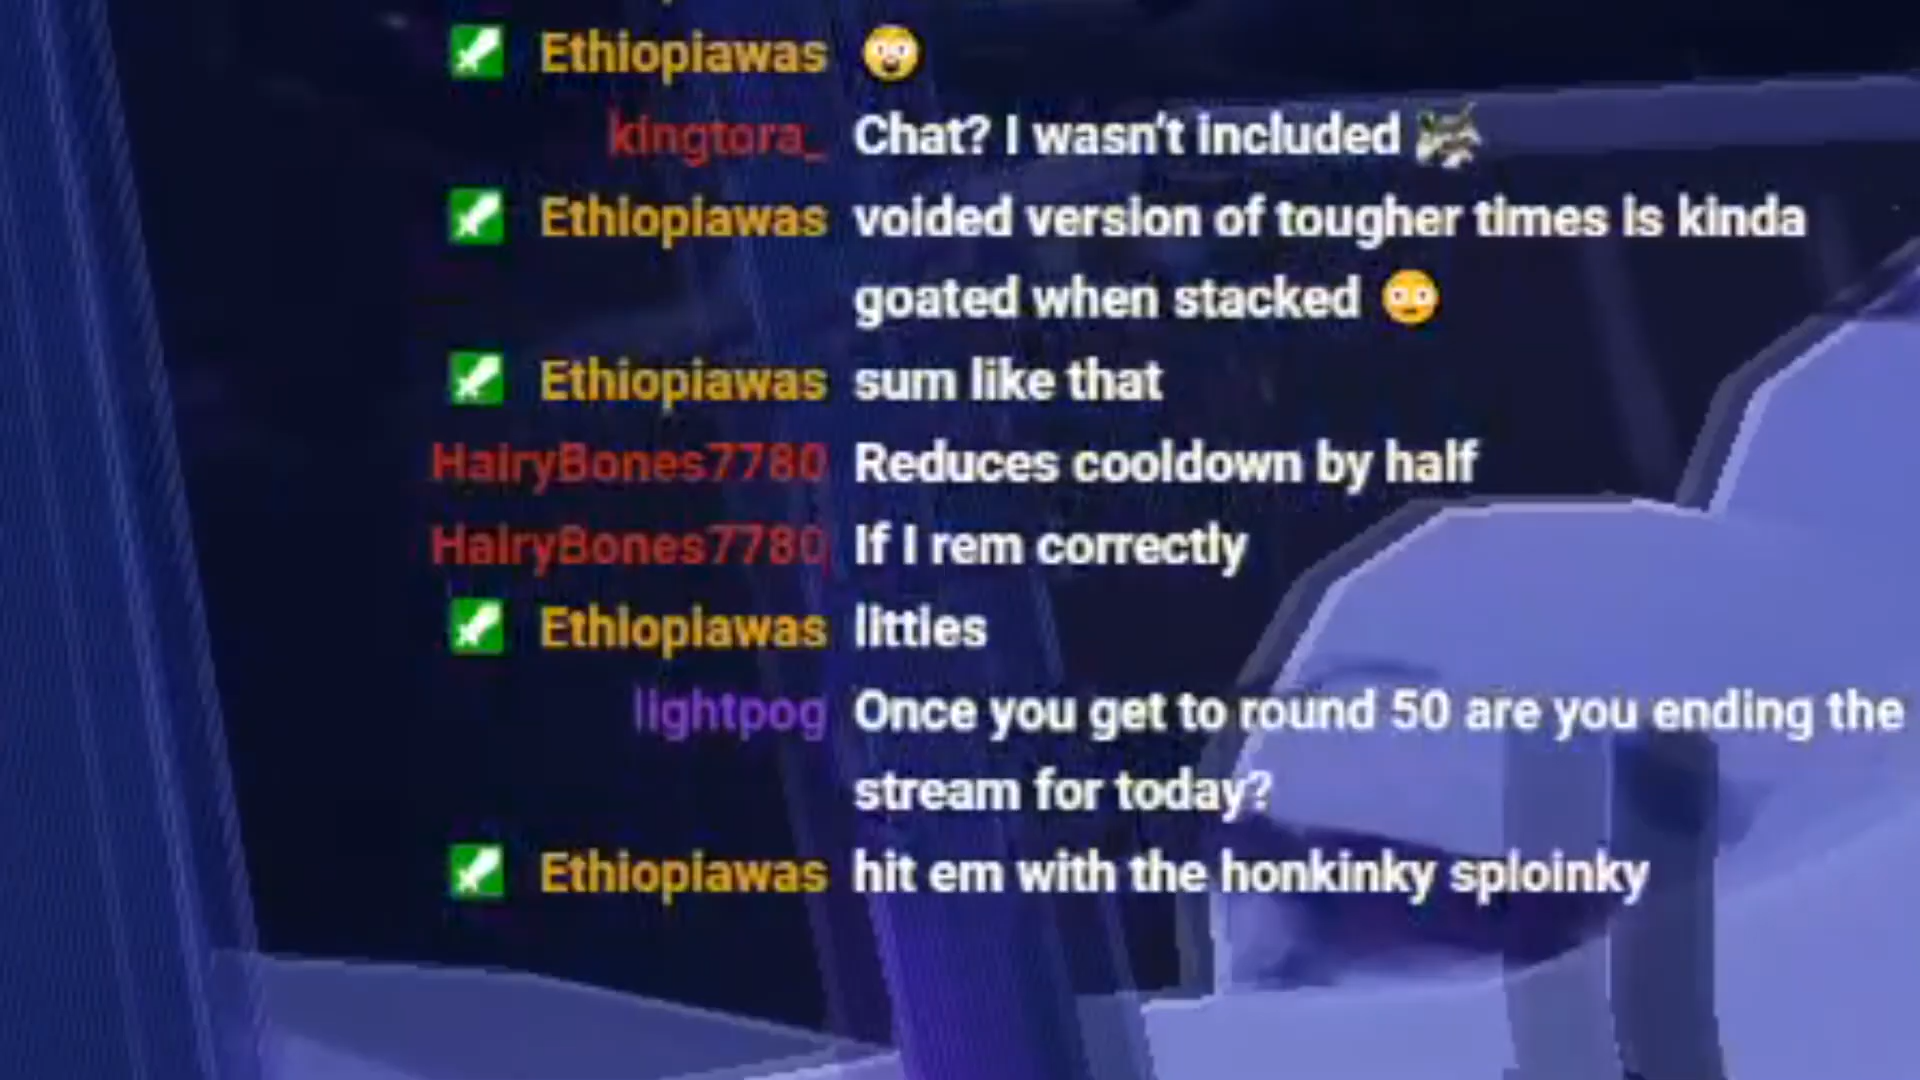 Ethiopiawas 😳
kingtora_ Chat? I wasn't included
Ethiopiawas voided version of tougher times is kinda
goated when stacked 😳
Ethiopiawas sum like that
HairyBones7780 Reduces cooldown by half
HairyBones7780 If I rem correctly
Ethiopiawas litties
lightpog Once you get to round 50 are you ending the
stream for today?
Ethiopiawas hit em with the honkinky sploinky